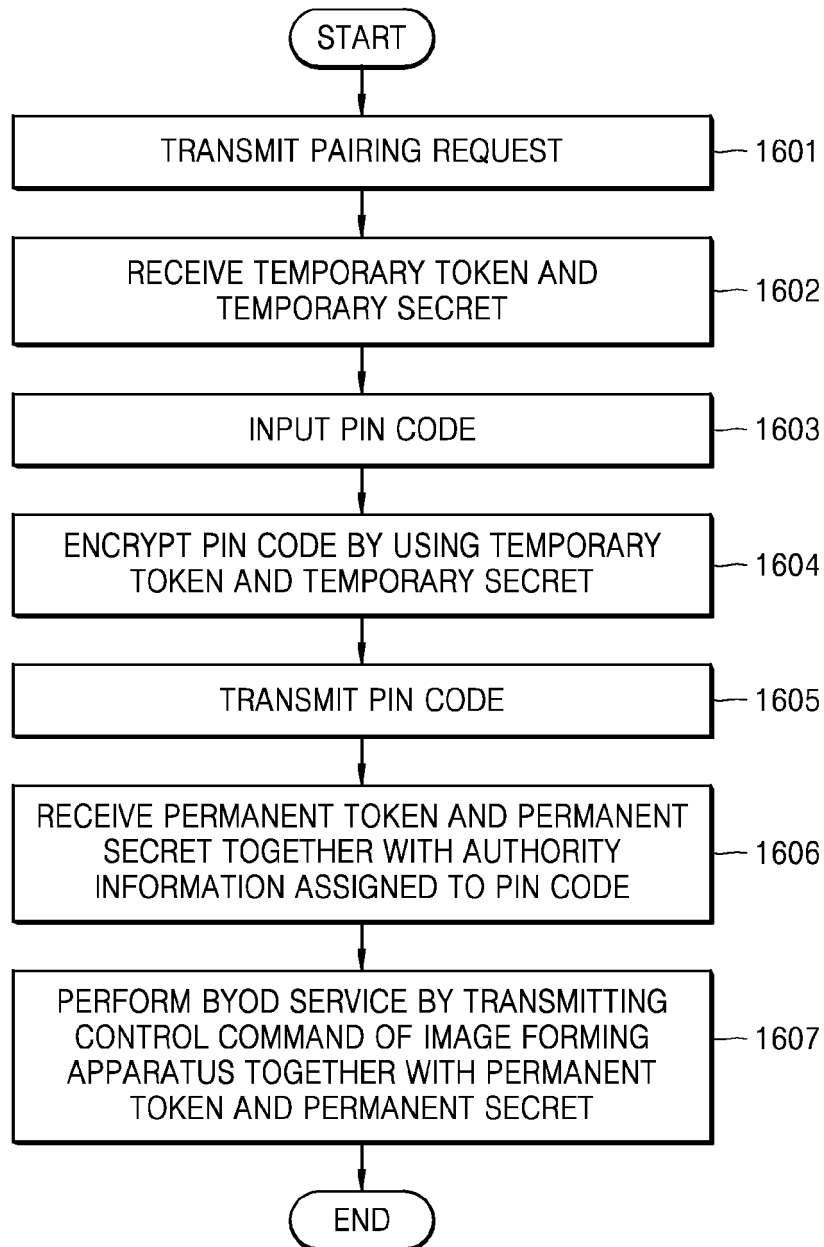 START
TRANSMIT PAIRING REQUEST
1601
RECEIVE TEMPORARY TOKEN AND
TEMPORARY SECRET
1602
INPUT PIN CODE
1603
ENCRYPT PIN CODE BY USING TEMPORARY
TOKEN AND TEMPORARY SECRET
1604
TRANSMIT PIN CODE
1605
RECEIVE PERMANENT TOKEN AND PERMANENT
SECRET TOGETHER WITH AUTHORITY
INFORMATION ASSIGNED TO PIN CODE
1606
PERFORM BYOD SERVICE BY TRANSMITTING
CONTROL COMMAND OF IMAGE FORMING
APPARATUS TOGETHER WITH PERMANENT
TOKEN AND PERMANENT SECRET
1607
END